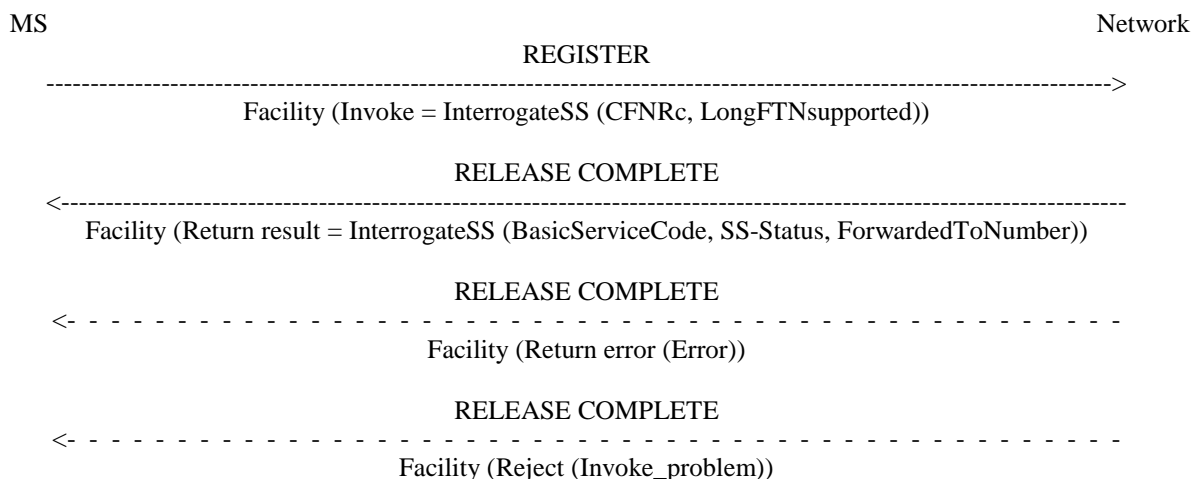 MS Network
REGISTER
------------------------------------------------------------------------------------------------------------------------>
Facility (Invoke = InterrogateSS (CFNRc, LongFTNsupported))
RELEASE COMPLETE
<------------------------------------------------------------------------------------------------------------------------
Facility (Return result = InterrogateSS (BasicServiceCode, SS-Status, ForwardedToNumber))
RELEASE COMPLETE
<- - - - - - - - - - - - - - - - - - - - - - - - - - - - - - - - - - - - - - - - - - - - - - - -
Facility (Return error (Error))
RELEASE COMPLETE
<- - - - - - - - - - - - - - - - - - - - - - - - - - - - - - - - - - - - - - - - - - - - - - - -
Facility (Reject (Invoke_problem))